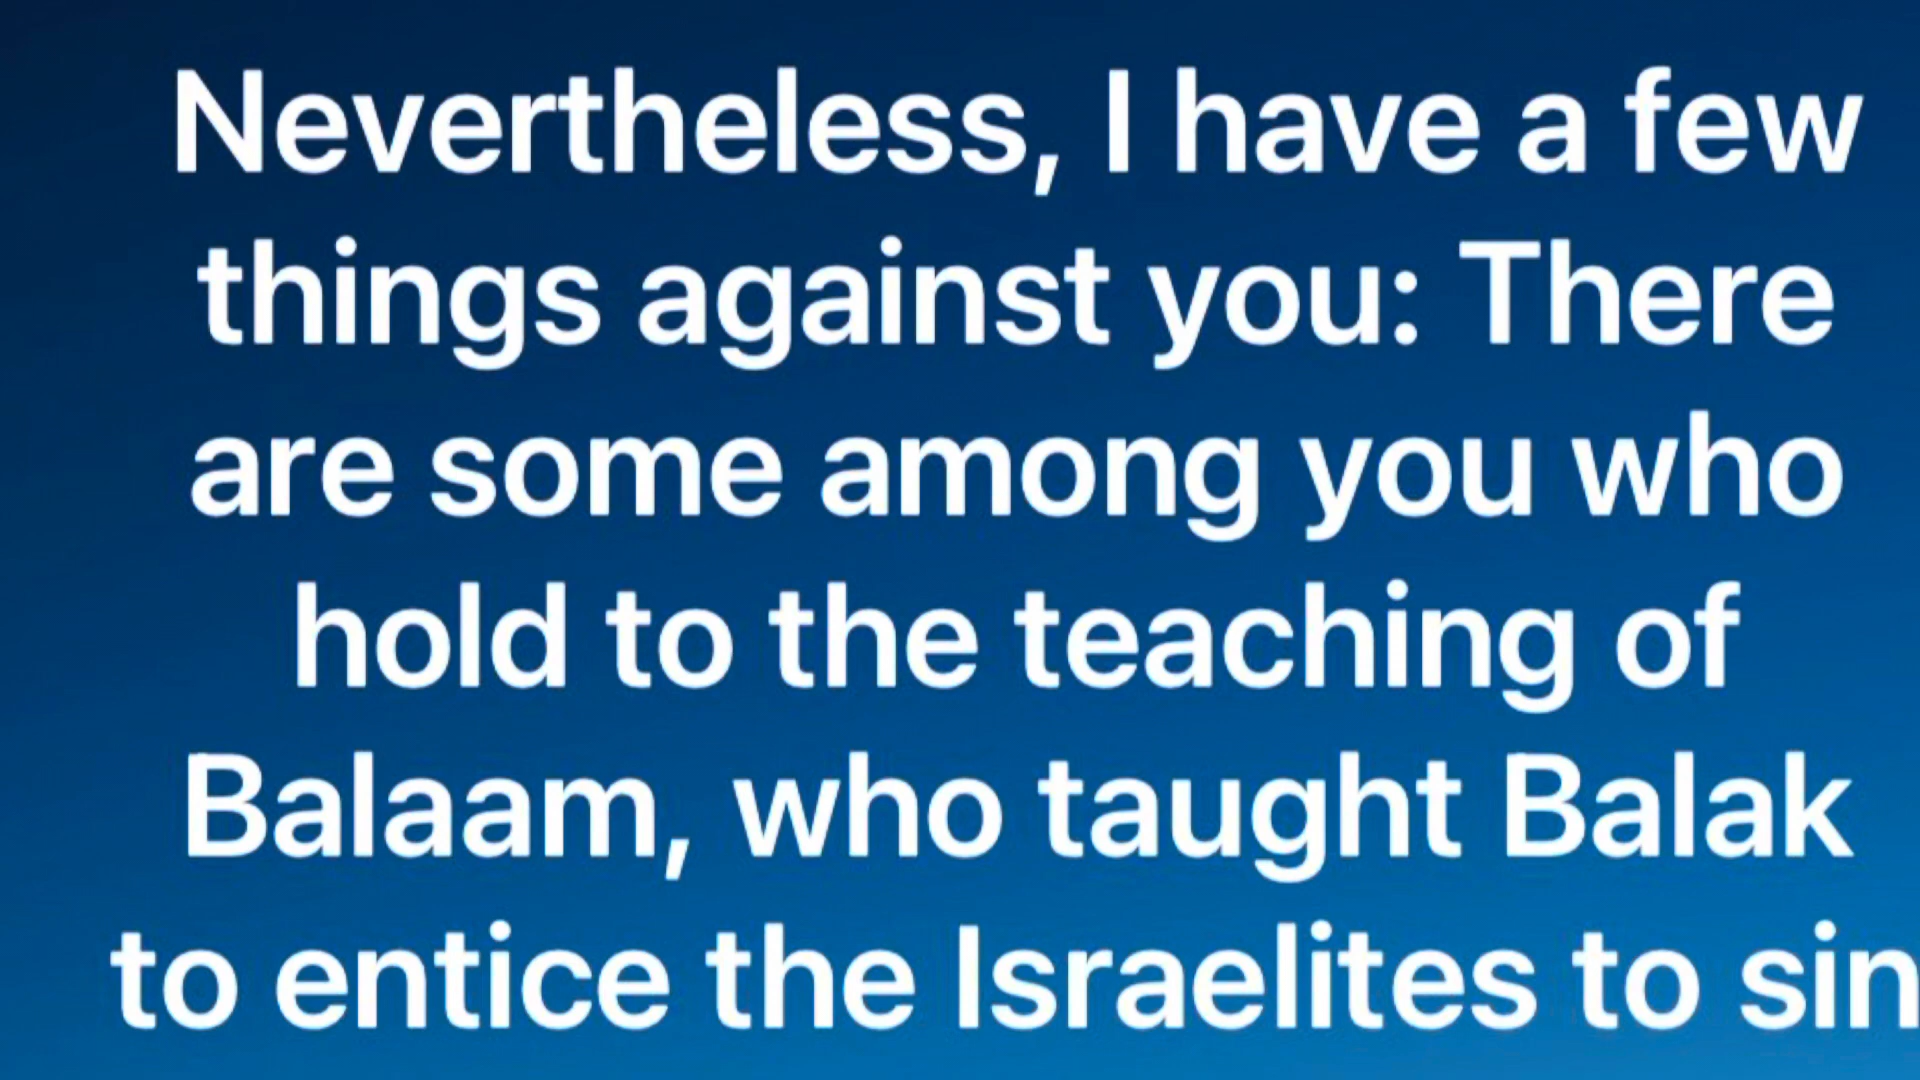 Nevertheless, I have a few
things against you: There
are some among you who
hold to the teaching of
Balaam, who taught Balak
to entice the Israelites to sin